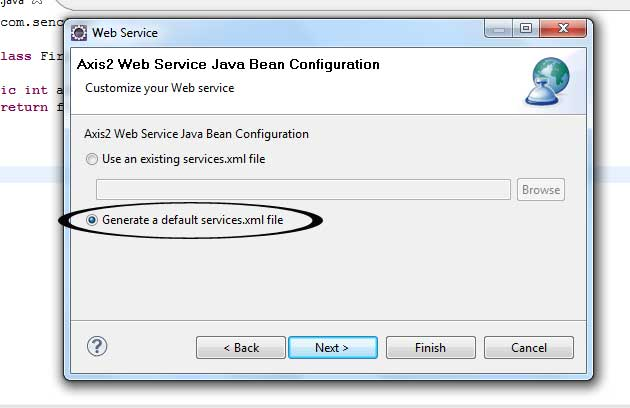 .java
com.senc
Web Service
Axis2 Web Service Java Bean Configuration
lass Fir
Customize your Web service
ic int a
return f
Axis2 Web Service Java Bean Configuration
Use an existing services.xml file
Browse
Generate a default services.xml file
?
< Back Next > Finish Cancel